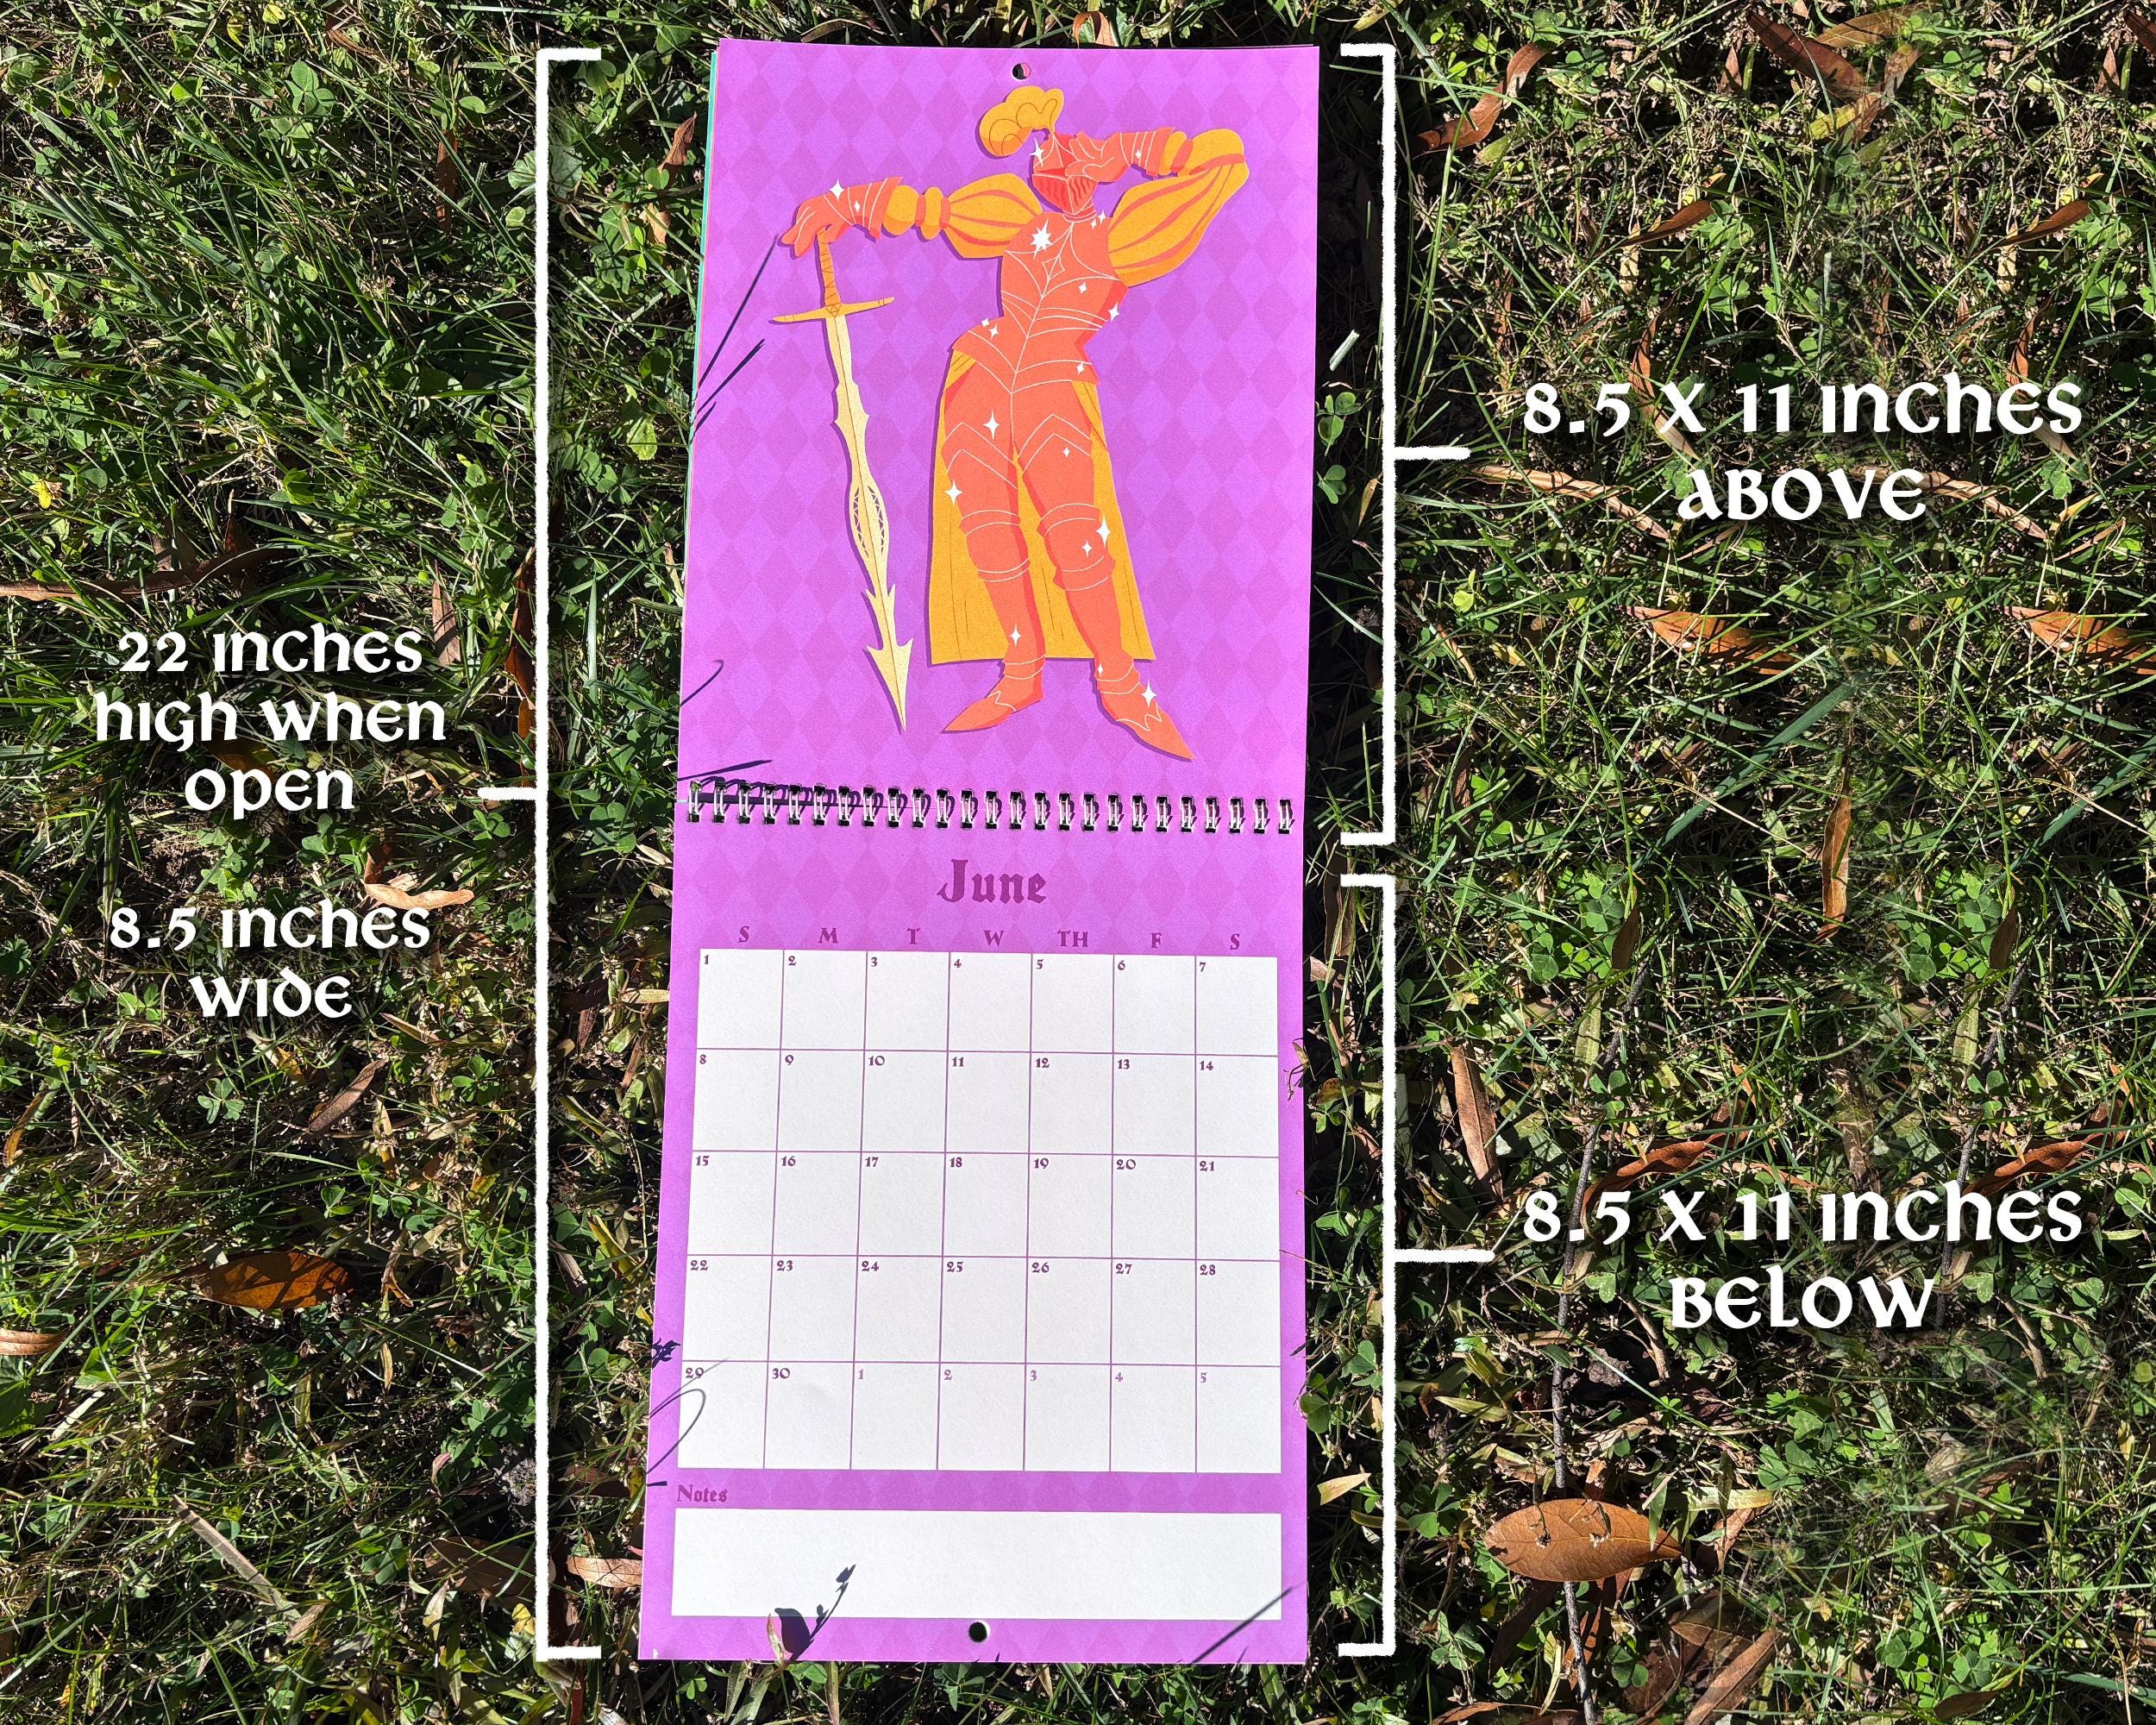 22 inches
high when
open
8.5 inches
wide
8.5 x 11 inches
above
8.5 x 11 inches
below
June
S M T W TH F S
1 2 3 4 5 6 7
8 9 10 11 12 13 14
15 16 17 18 19 20 21
22 23 24 25 26 27 28
29 30 1 2 3 4 5
Notes